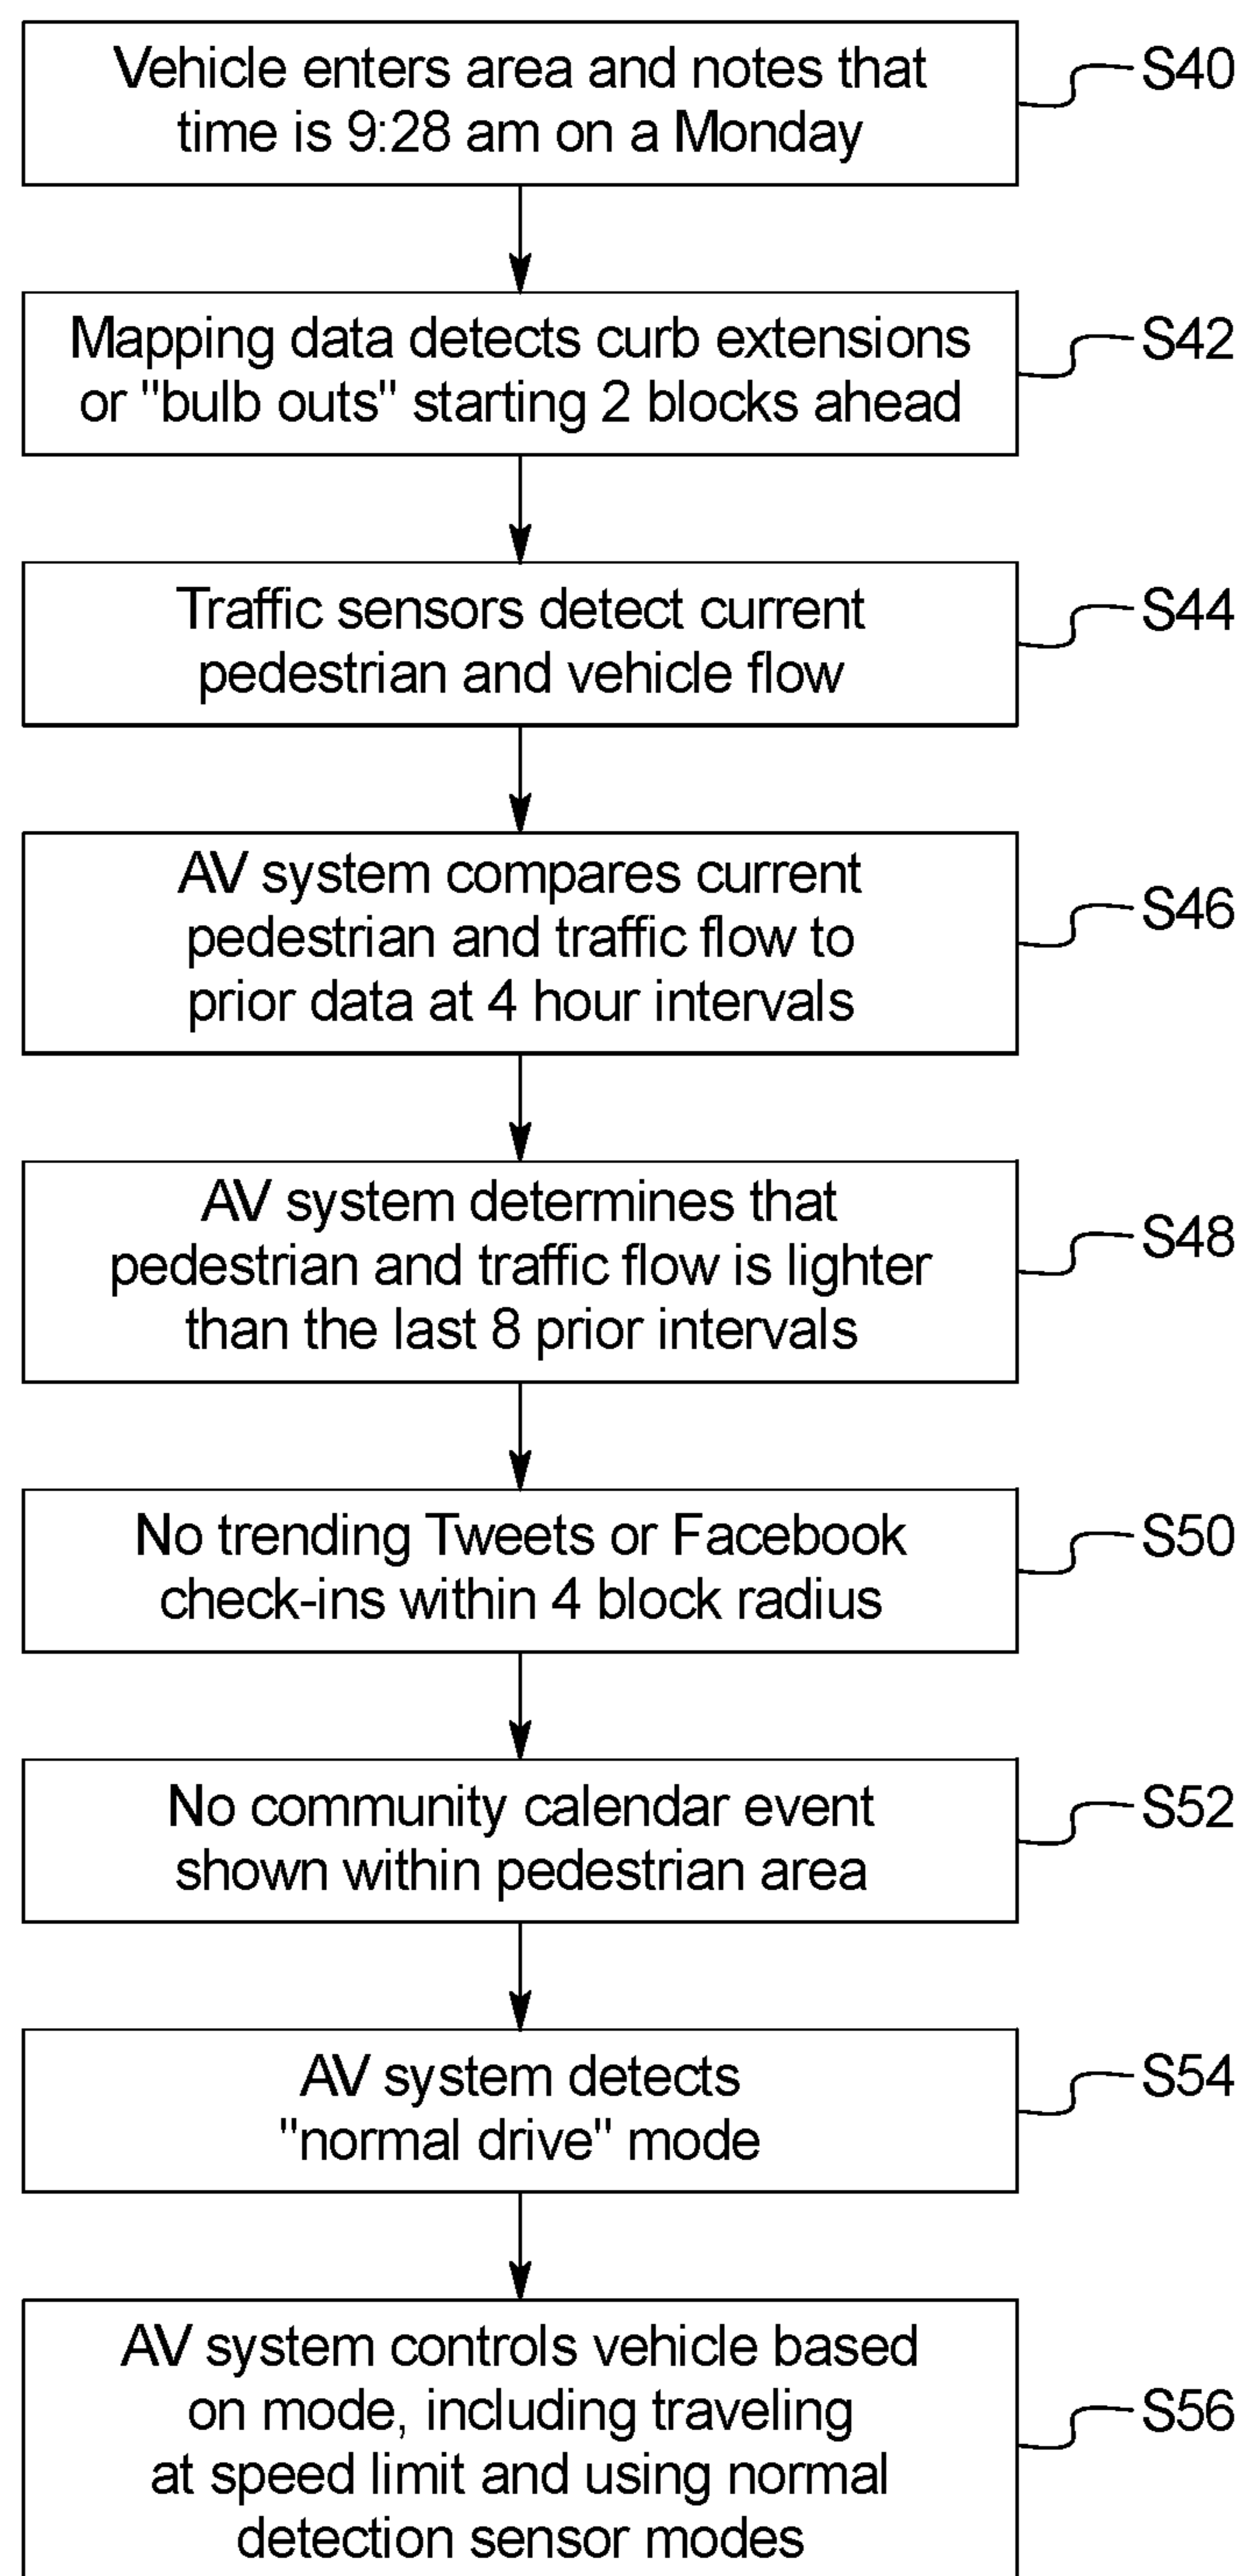 Vehicle enters area and notes that
time is 9:28 am on a Monday
S40
Mapping data detects curb extensions
or "bulb outs" starting 2 blocks ahead
S42
Traffic sensors detect current
pedestrian and vehicle flow
S44
AV system compares current
pedestrian and traffic flow to
prior data at 4 hour intervals
S46
AV system determines that
pedestrian and traffic flow is lighter
than the last 8 prior intervals
S48
No trending Tweets or Facebook
check-ins within 4 block radius
S50
No community calendar event
shown within pedestrian area
S52
AV system detects
"normal drive" mode
S54
AV system controls vehicle based
on mode, including traveling
at speed limit and using normal
detection sensor modes
S56